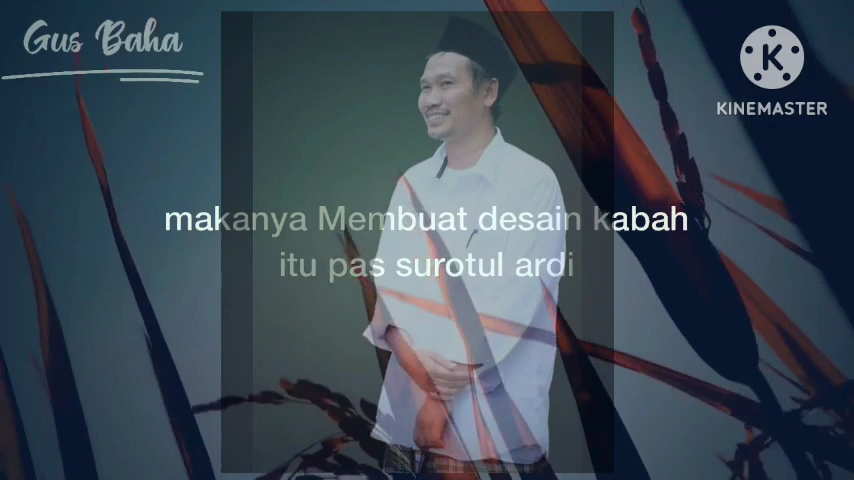 Gus Baha
KINEMASTER
makanya Membuat desain kabah
itu pas surotul ardi